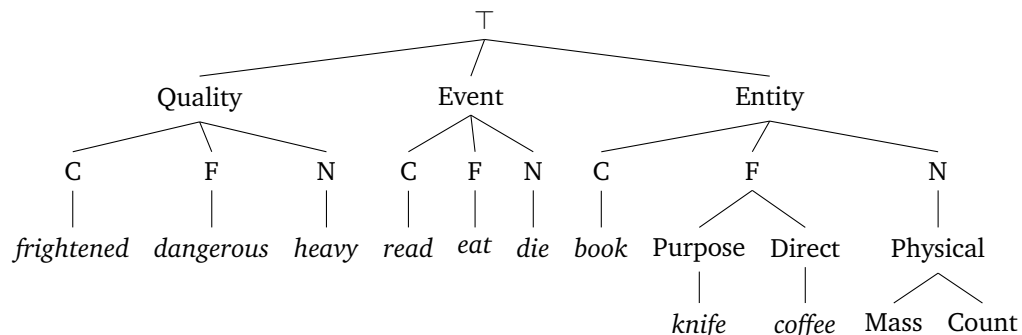 ⊤
Quality Event Entity
C F N C F N C F N
frightened dangerous heavy read eat die book Purpose Direct Physical
knife coffee Mass Count